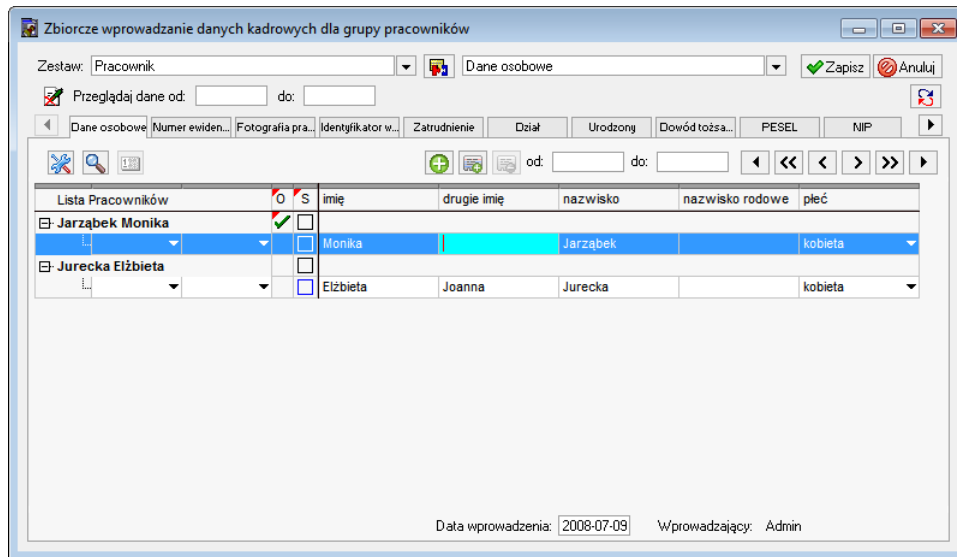 Zbiorcze wprowadzanie danych kadrowych dla grupy pracowników
Zestaw: Pracownik Dane osobowe Zapisz Anuluj
Przeglądaj dane od: do:
Dane osobowe Numer ewiden... Fotografia pra... Identyfikator w... Zatrudnienie Dział Urodzony Dowód tożsa... PESEL NIP
od: do:
Lista Pracowników O S imię drugie imię nazwisko nazwisko rodowe płeć
Jarząbek Monika
Monika Jarząbek kobieta
Jurecka Elżbieta
Elżbieta Joanna Jurecka kobieta
Data wprowadzenia: 2008-07-09 Wprowadzający: Admin